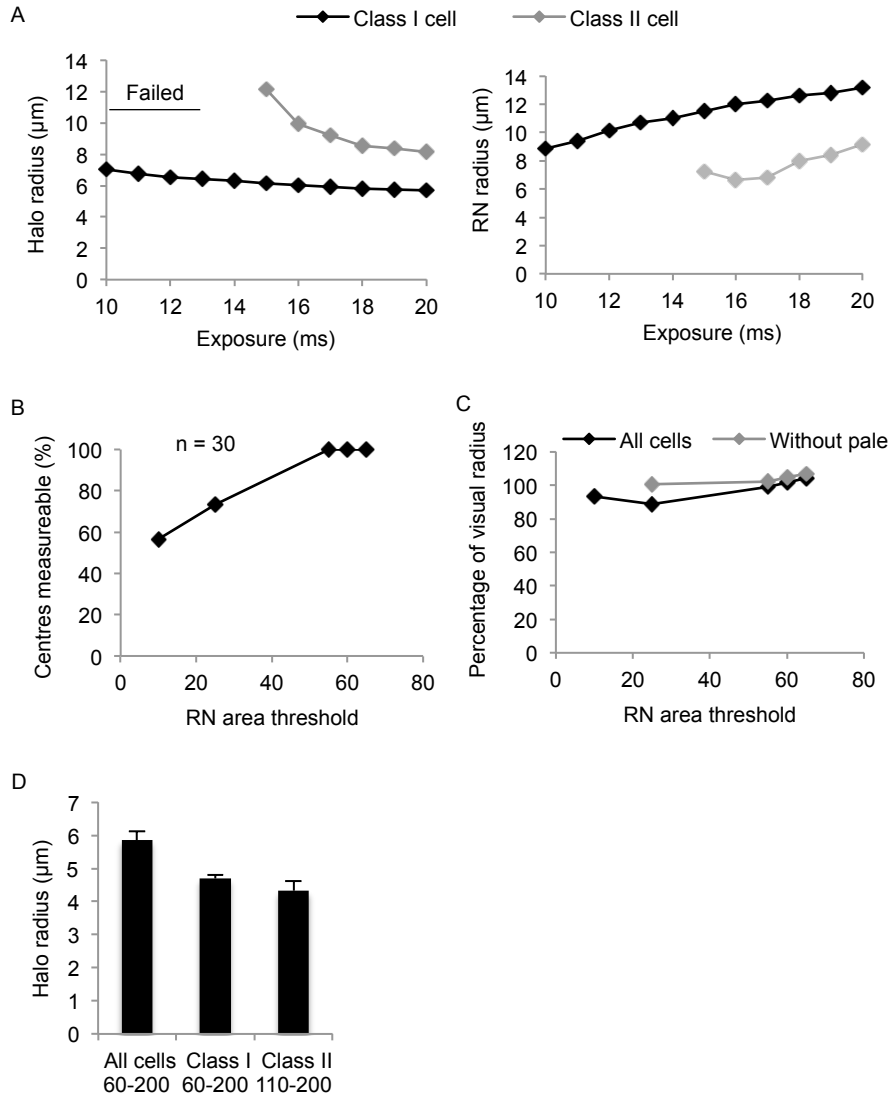 A
Class I cell
Class II cell
Halo radius (µm)
14
12
10
8
6
4
2
0
Failed
10 12 14 16 18 20
Exposure (ms)
RN radius (µm)
14
12
10
8
6
4
2
0
10 12 14 16 18 20
Exposure (ms)
B
Centres measureable (%)
n = 30
100
80
60
40
20
0
0 20 40 60 80
RN area threshold
C
All cells
Without pale
Percentage of visual radius
120
100
80
60
40
20
0
0 20 40 60 80
RN area threshold
D
Halo radius (µm)
7
6
5
4
3
2
1
0
All cells Class I Class II
60-200 60-200 110-200